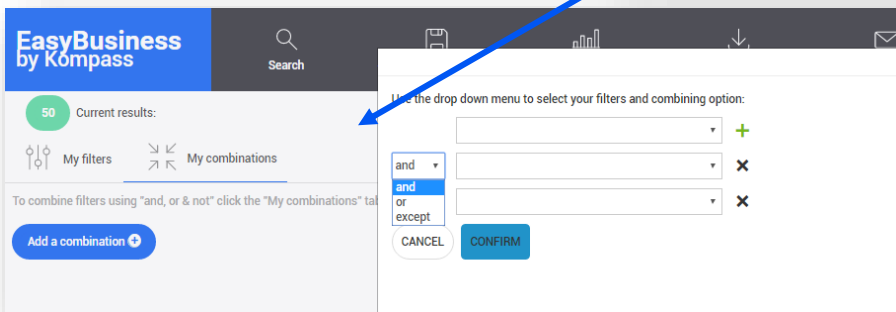 EasyBusiness
by Kompass
Search
50 Current results:
My filters
My combinations
To combine filters using "and, or & not" click the "My combinations"
Add a combination
Use the drop down menu to select your filters and combining option:
and
and
or
except
CANCEL
CONFIRM